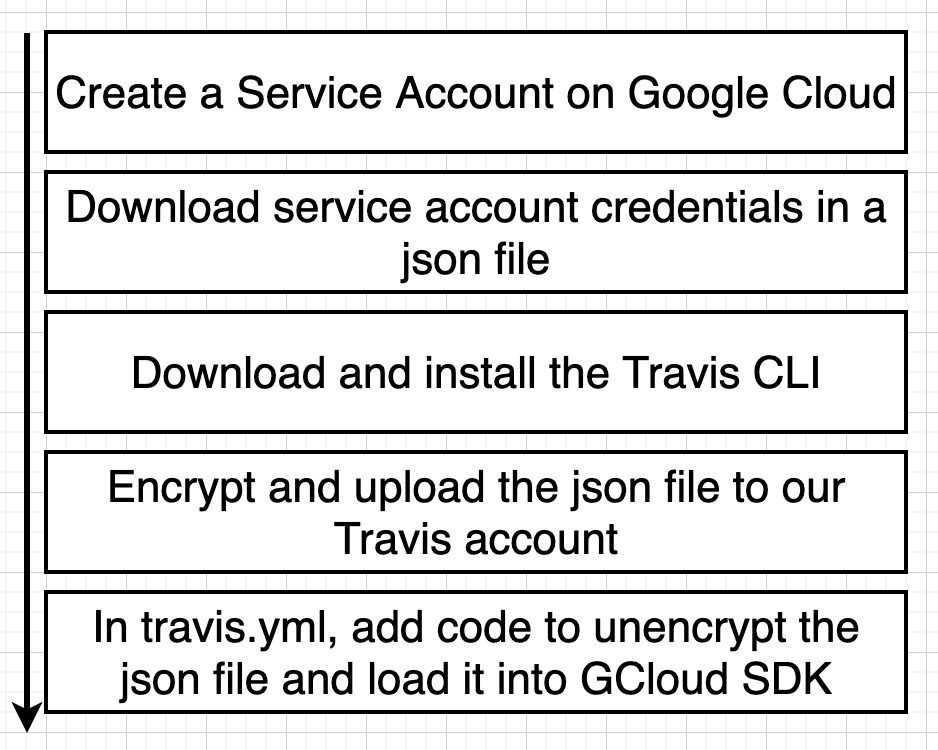 Create a Service Account on Google Cloud
Download service account credentials in a
json file
Download and install the Travis CLI
Encrypt and upload the json file to our
Travis account
In travis.yml, add code to unencrypt the
json file and load it into GCloud SDK